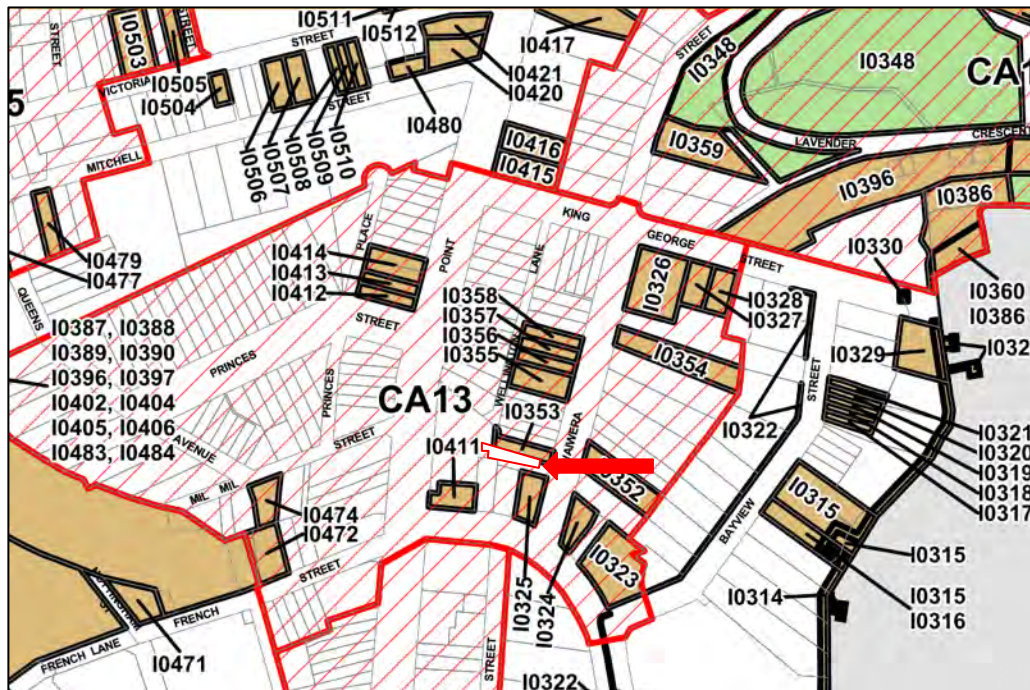 I0511
I0512
I0417
STREET
STREET
I0503
I0505
VICTORIA
I0504
STREET
STREET
I0421
I0420
I0480
I0506
I0507
I0508
I0509
I0510
I0416
I0415
STREET
I0348
I0348
CA
LAVENDER
CRESCENT
I0359
I0396
I0386
5
MITCHELL
I0479
I0477
QUEENS
PLACE
POINT
LANE
KING
GEORGE
STREET
I0330
I0360
I0386
I0414
I0413
I0412
STREET
I0326
I0328
I0327
I0358
I0357
I0356
I0355
WELLINGTON
I0354
I0329
I032
STREET
I0387, I0388
I0389, I0390
I0396, I0397
I0402, I0404
I0405, I0406
I0483, I0484
PRINCES
PRINCES
STREET
AVENUE
MIL MIL
CA13
I0353
I0411
WAIWERA
I0352
I0322
I0321
I0320
I0319
I0318
I0317
BAYVIEW
I0315
I0315
I0315
I0316
I0314
I0474
I0472
STREET
I0325
I0324
I0323
STREET
FRENCH
FRENCH LANE
I0471
I0322